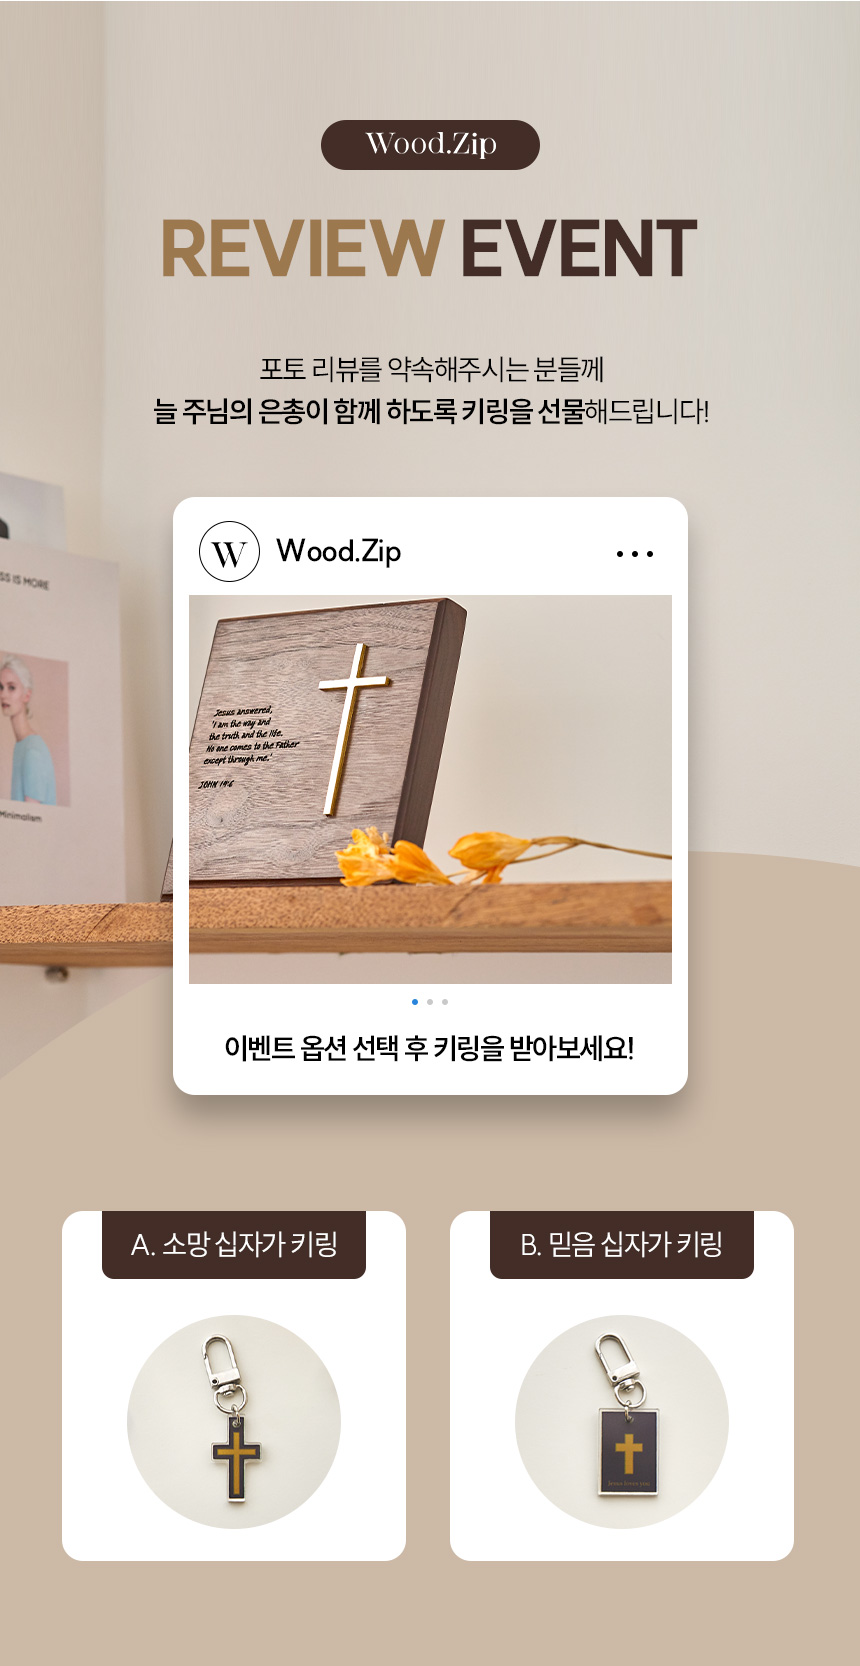 Wood.Zip
REVIEW EVENT
포토 리뷰를 약속해주시는 분들께
늘 주님의 은총이 함께 하도록 키링을 선물해드립니다!
W Wood.Zip
SS IS MORE
Minimalism
Jesus answered,
'I am the way and
the truth and the life.
No one comes to the Father
except through me.'
JOHN 14:6
이벤트 옵션 선택 후 키링을 받아보세요!
A. 소망 십자가 키링
B. 믿음 십자가 키링
Jesus loves you